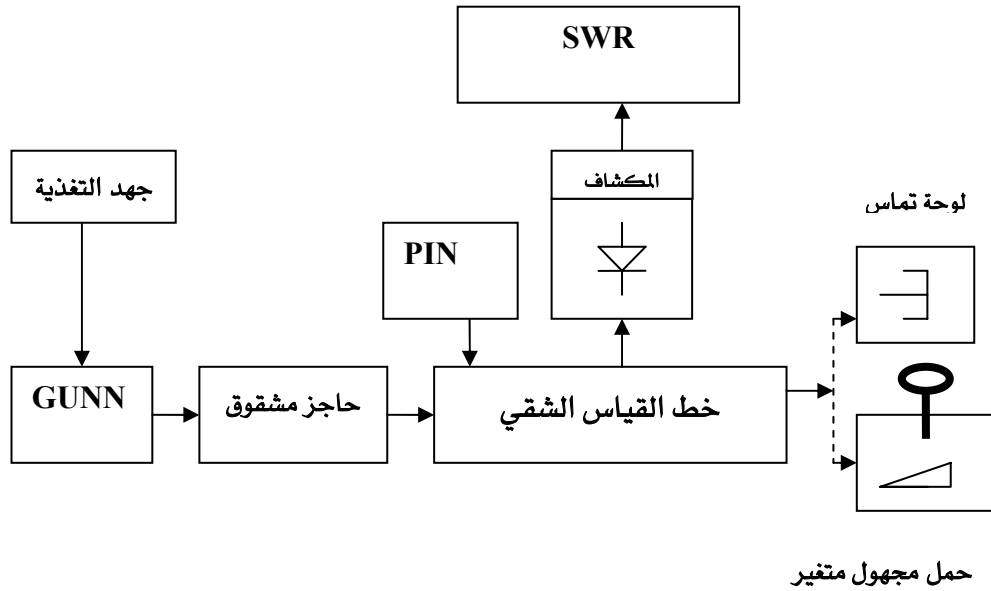 SWR
جهد التغذية
المكشاف
لوحة تماس
PIN
GUNN
حاجز مشقوق
خط القياس الشقي
حمل مجهول متغير